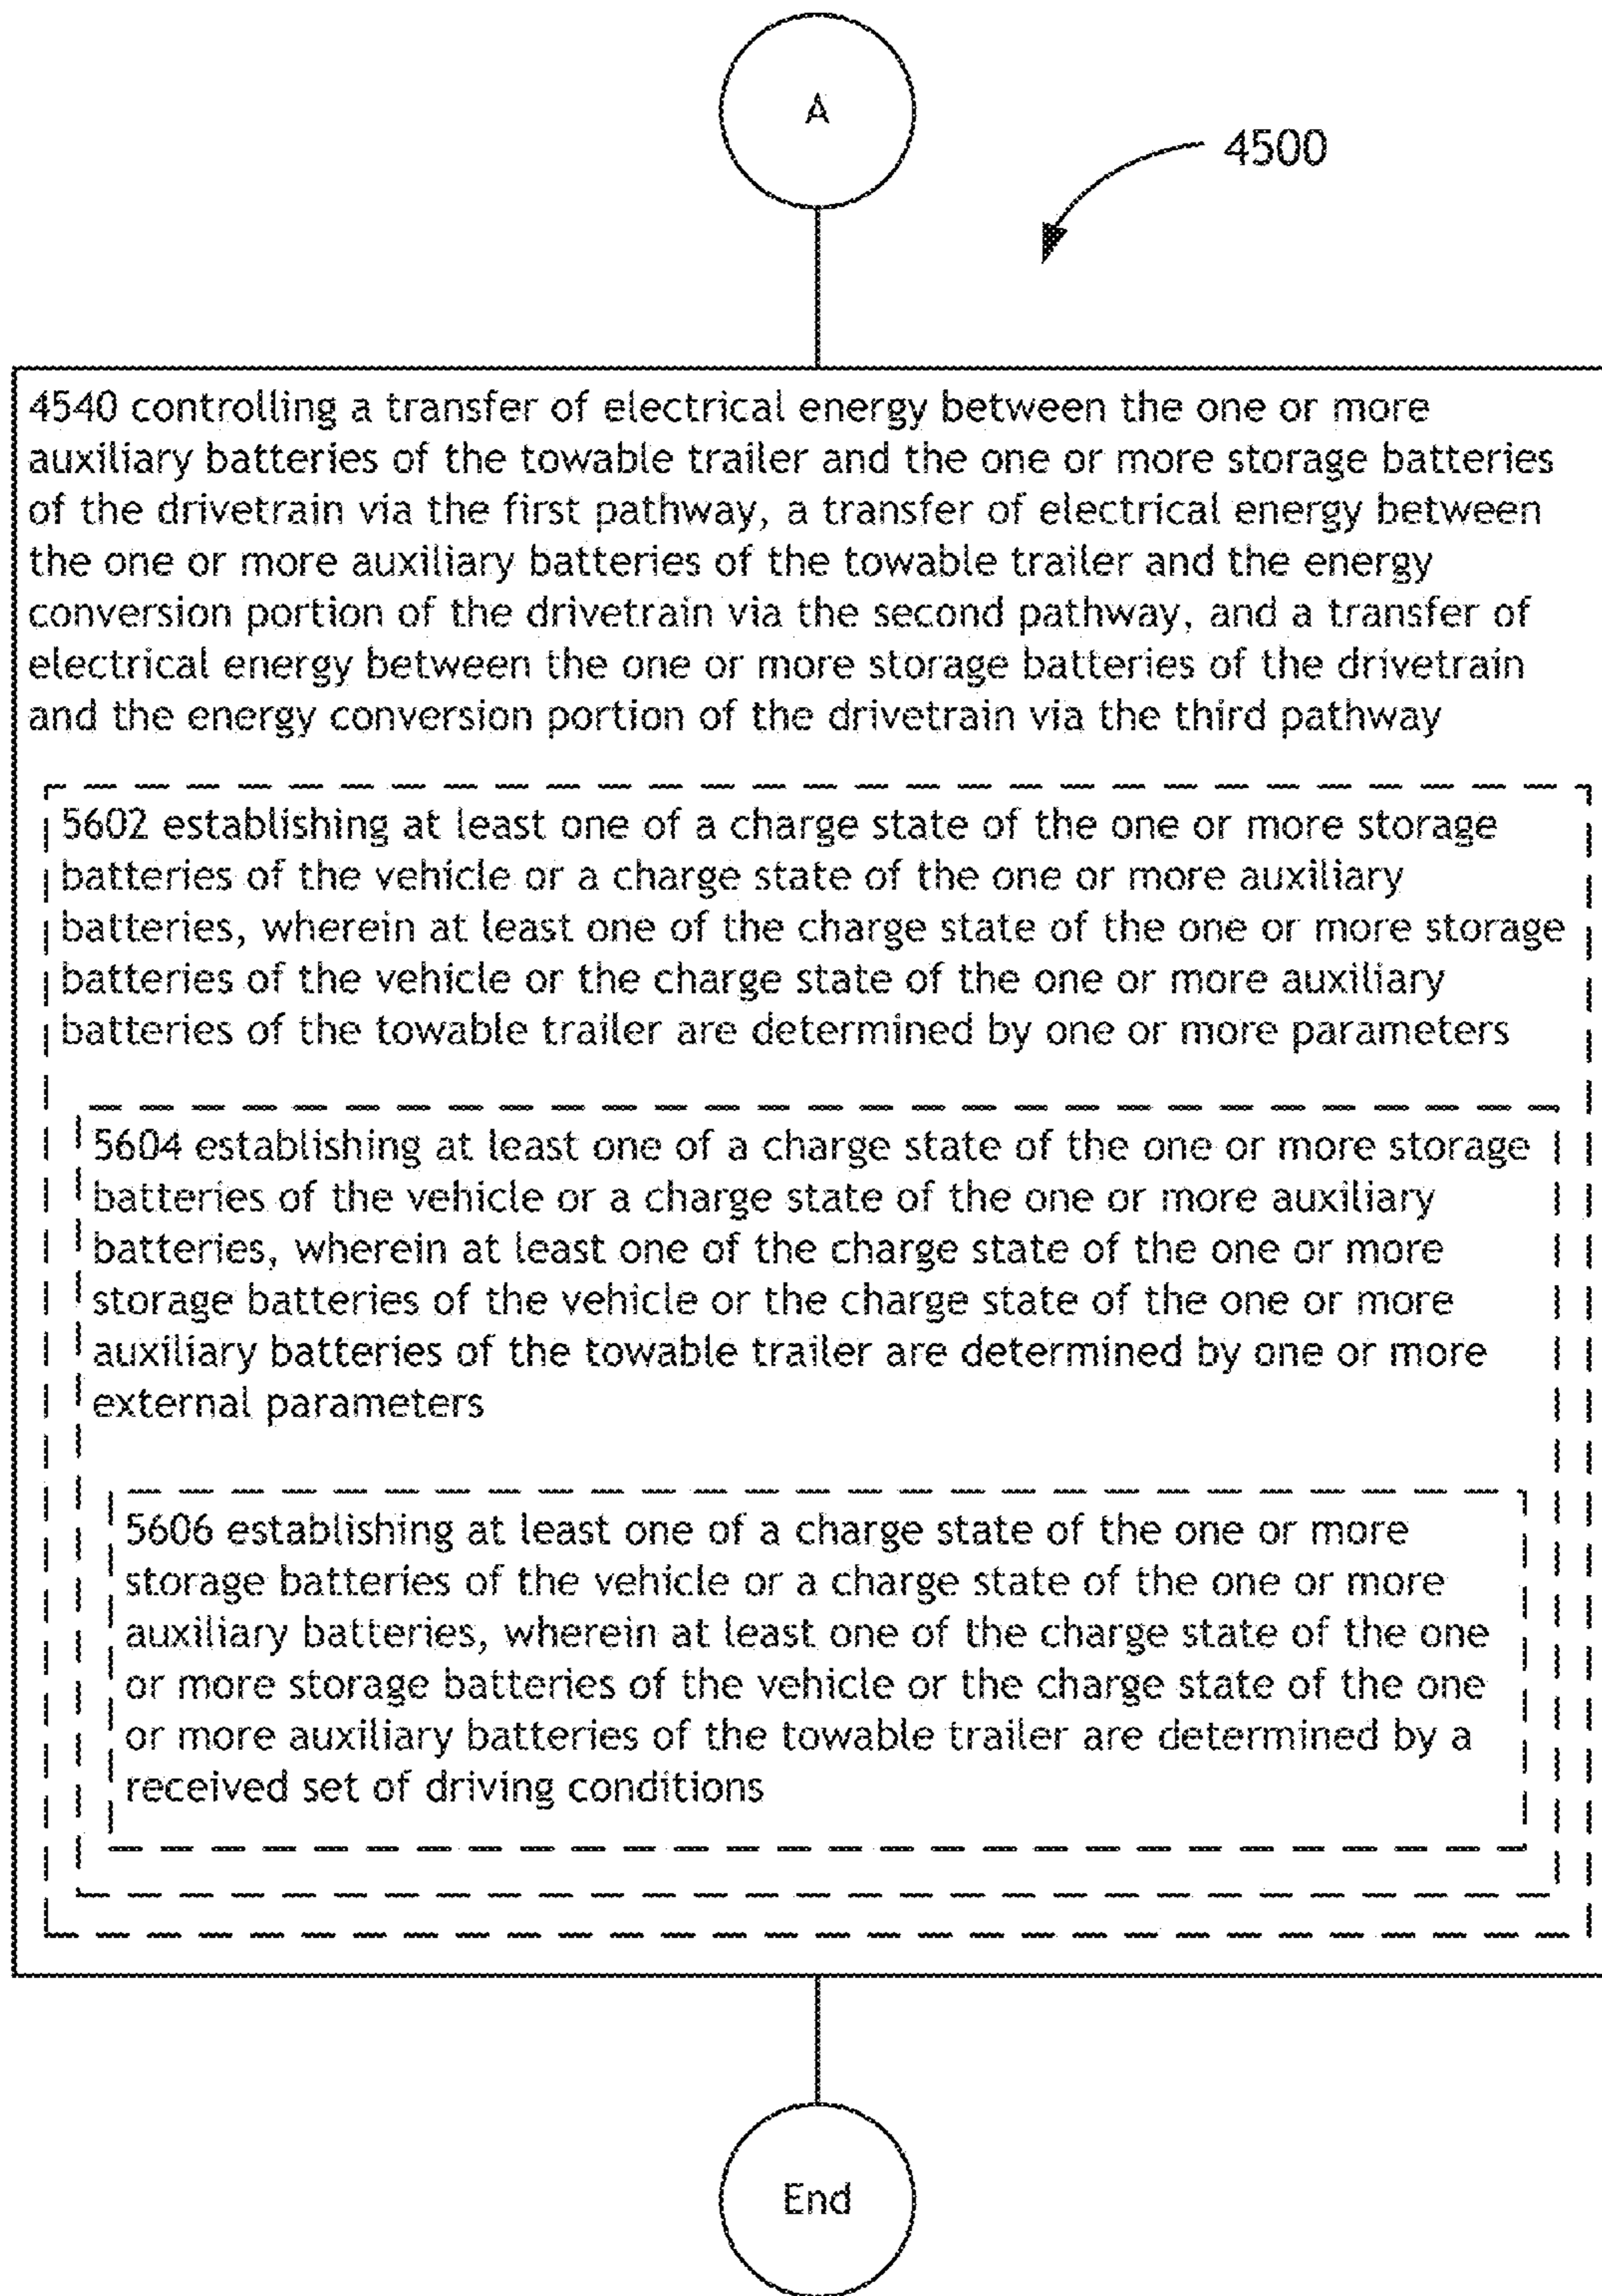 A
4500
4540 controlling a transfer of electrical energy between the one or more
auxiliary batteries of the towable trailer and the one or more storage batteries
of the drivetrain via the first pathway, a transfer of electrical energy between
the one or more auxiliary batteries of the towable trailer and the energy
conversion portion of the drivetrain via the second pathway, and a transfer of
electrical energy between the one or more storage batteries of the drivetrain
and the energy conversion portion of the drivetrain via the third pathway
5602 establishing at least one of a charge state of the one or more storage
batteries of the vehicle or a charge state of the one or more auxiliary
batteries, wherein at least one of the charge state of the one or more storage
batteries of the vehicle or the charge state of the one or more auxiliary
batteries of the towable trailer are determined by one or more parameters
5604 establishing at least one of a charge state of the one or more storage
batteries of the vehicle or a charge state of the one or more auxiliary
batteries, wherein at least one of the charge state of the one or more
storage batteries of the vehicle or the charge state of the one or more
auxiliary batteries of the towable trailer are determined by one or more
external parameters
5606 establishing at least one of a charge state of the one or more
storage batteries of the vehicle or a charge state of the one or more
auxiliary batteries, wherein at least one of the charge state of the one
or more storage batteries of the vehicle or the charge state of the one
or more auxiliary batteries of the towable trailer are determined by a
received set of driving conditions
End